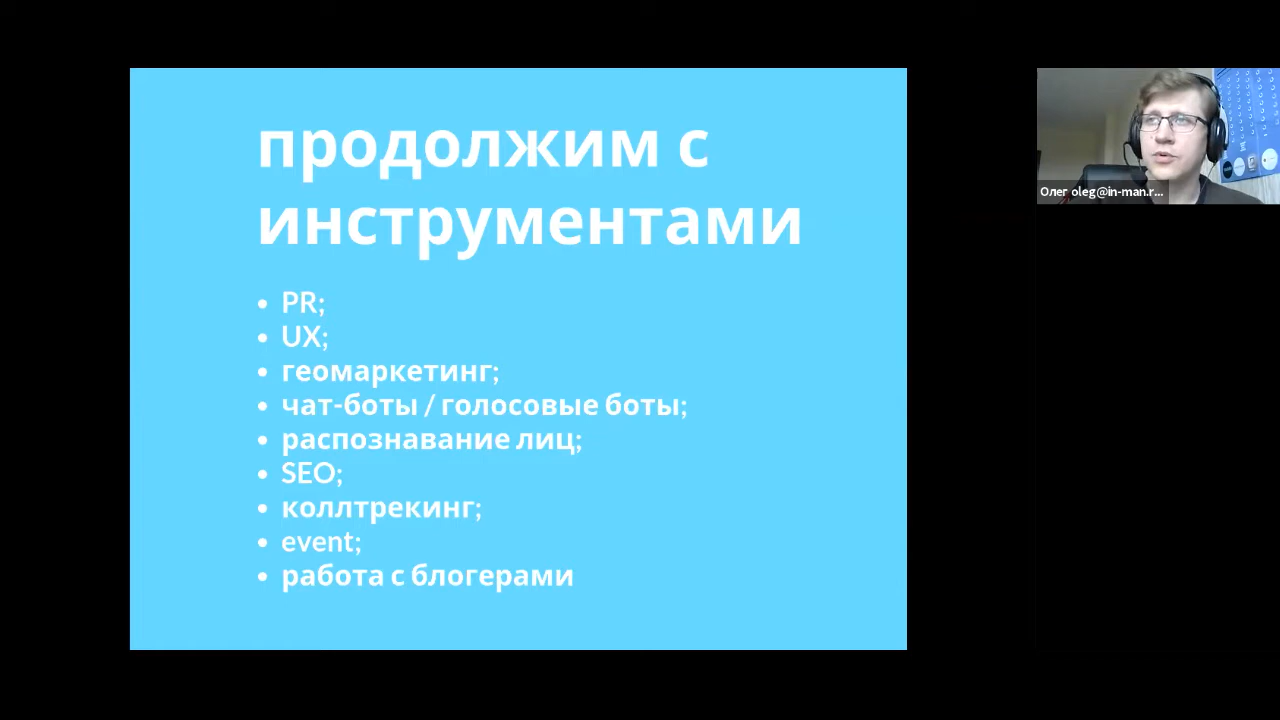 продолжим с
инструментами
• PR;
• UX;
• геомаркетинг;
• чат-боты / голосовые боты;
• распознавание лиц;
• SEO;
• коллтрекинг;
• event;
• работа с блогерами
Олег oleg@in-man.r...